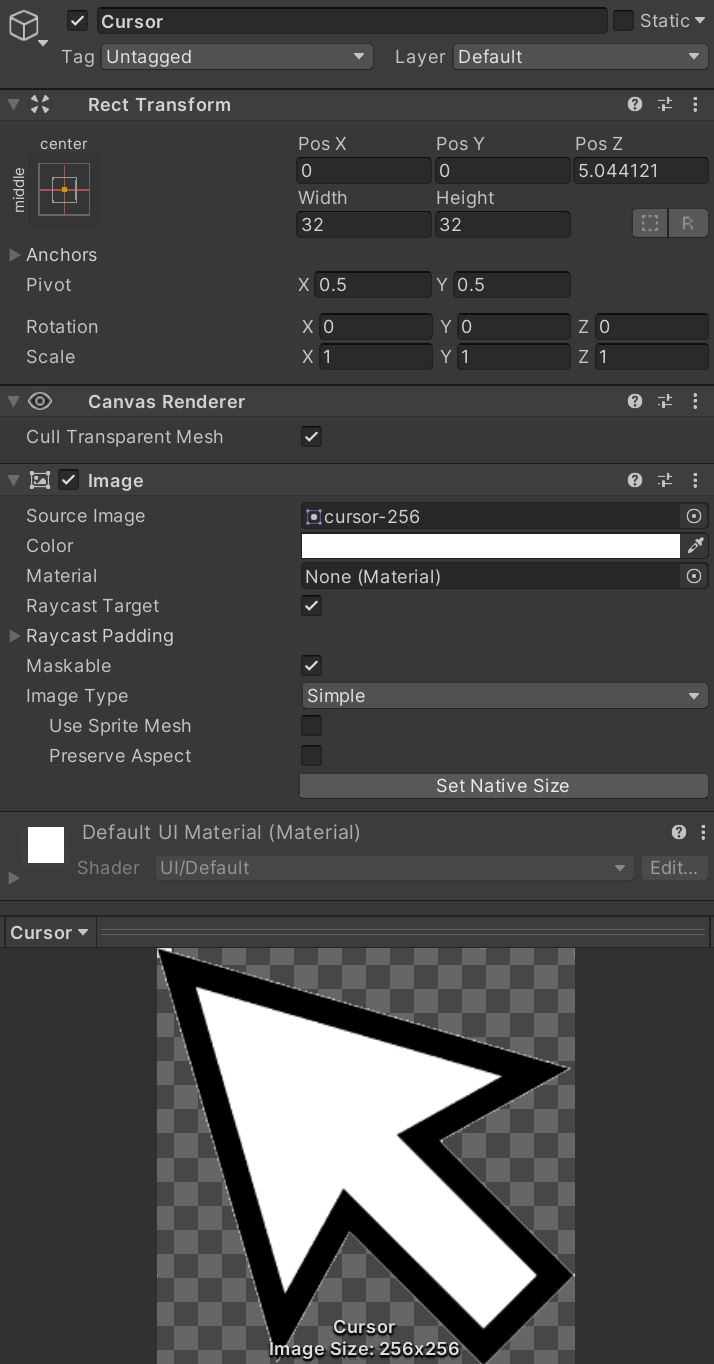 Cursor
Static
Tag Untagged
Layer Default
Rect Transform
center
middle
Pos X Pos Y Pos Z
0 0 5.044121
Width Height
32 32
R
Anchors
Pivot X 0.5 Y 0.5
Rotation X 0 Y 0 Z 0
Scale X 1 Y 1 Z 1
Canvas Renderer
Cull Transparent Mesh
Image
Source Image cursor-256
Color
Material None (Material)
Raycast Target
Raycast Padding
Maskable
Image Type Simple
Use Sprite Mesh
Preserve Aspect
Set Native Size
Default UI Material (Material)
Shader UI/Default Edit...
Cursor
Cursor
Image Size: 256x256